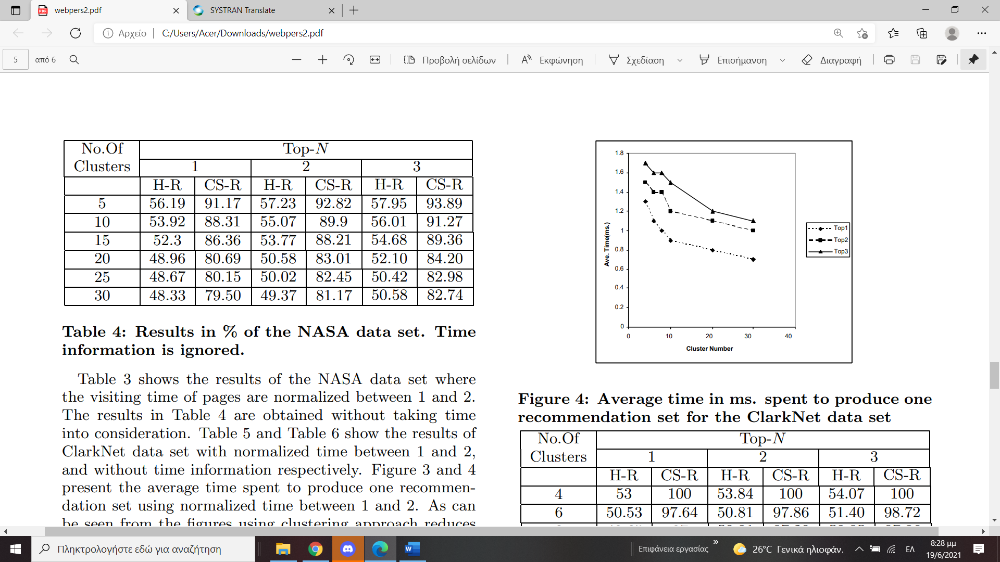 webpers2.pdf
SYSTRAN Translate
Αρχείο
C:/Users/Acer/Downloads/webpers2.pdf
5 από 6
Προβολή σελίδων
Εκφώνηση
Σχεδίαση
Επισήμανση
Διαγραφή
No.Of Clusters Top-N
1 2 3
H-R CS-R H-R CS-R H-R CS-R
5 56.19 91.17 57.23 92.82 57.95 93.89
10 53.92 88.31 55.07 89.9 56.01 91.27
15 52.3 86.36 53.77 88.21 54.68 89.36
20 48.96 80.69 50.58 83.01 52.10 84.20
25 48.67 80.15 50.02 82.45 50.42 82.98
30 48.33 79.50 49.37 81.17 50.58 82.74
Table 4: Results in % of the NASA data set. Time
information is ignored.
Table 3 shows the results of the NASA data set where
the visiting time of pages are normalized between 1 and 2.
The results in Table 4 are obtained without taking time
into consideration. Table 5 and Table 6 show the results of
ClarkNet data set with normalized time between 1 and 2,
and without time information respectively. Figure 3 and 4
present the average time spent to produce one recommen-
dation set using normalized time between 1 and 2. As can
be seen from the figures using clustering approach reduces
1.8
1.6
1.4
1.2
1
0.8
0.6
0.4
0.2
0
Ave. Time(ms.)
0 10 20 30 40
Cluster Number
Top1
Top2
Top3
Figure 4: Average time in ms. spent to produce one
recommendation set for the ClarkNet data set
No.Of Clusters Top-N
1 2 3
H-R CS-R H-R CS-R H-R CS-R
4 53 100 53.84 100 54.07 100
6 50.53 97.64 50.81 97.86 51.40 98.72
Πληκτρολογήστε εδώ για αναζήτηση
Επιφάνεια εργασίας
»
26°C Γενικά ηλιοφάν.
ΕΛ
8:28 μμ
19/6/2021